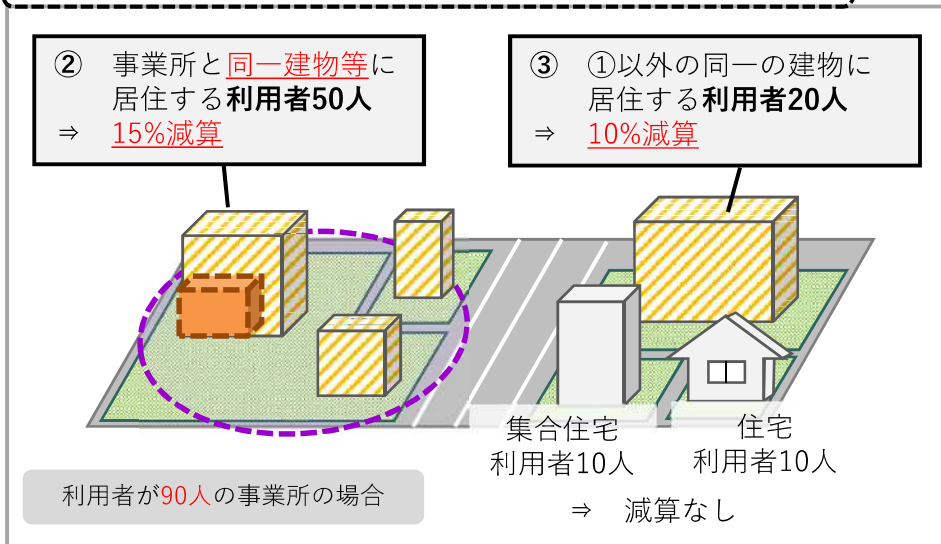 ② 事業所と同一建物等に
居住する利用者50人
⇒ 15%減算
③ ①以外の同一の建物に
居住する利用者20人
⇒ 10%減算
集合住宅
利用者10人
住宅
利用者10人
⇒ 減算なし
利用者が90人の事業所の場合